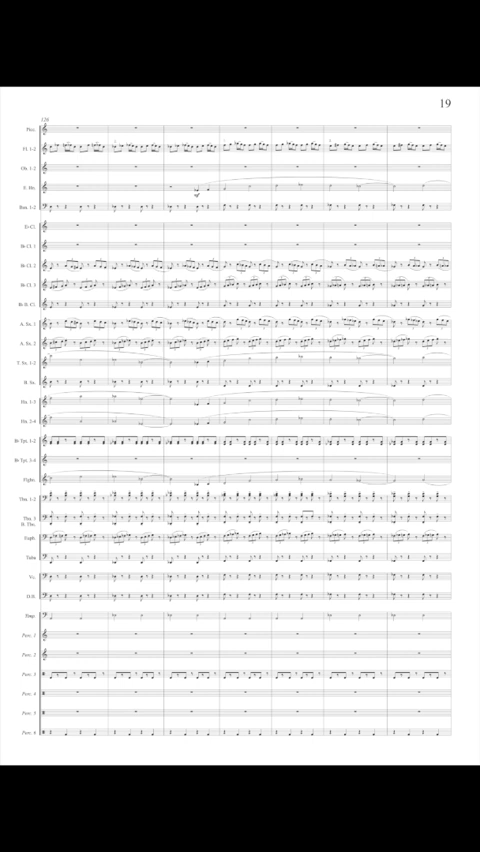 19
126
Picc.
Fl. 1-2
Ob. 1-2
E. Hn.
mf
Bsn. 1-2
E♭ Cl.
B♭ Cl. 1
B♭ Cl. 2
B♭ Cl. 3
B♭ B. Cl.
A. Sx. 1
A. Sx. 2
T. Sx. 1-2
B. Sx.
Hn. 1-3
Hn. 2-4
B♭ Tpt. 1-2
B♭ Tpt. 3-4
Flghn.
Tbn. 1-2
Tbn. 3
B. Tbn.
Euph.
Tuba
Vc.
D.B.
Timp.
Perc. 1
Perc. 2
Perc. 3
Perc. 4
Perc. 5
Perc. 6